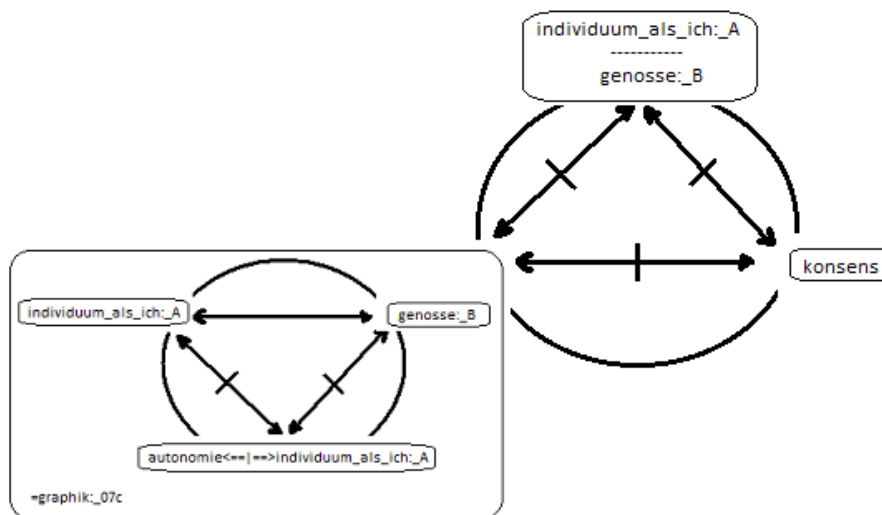 individuum_als_ich:_A
-----------
genosse:_B
konsens
individuum_als_ich:_A
genosse:_B
autonomie<==|==>individuum_als_ich:_A
=graphik:_07c